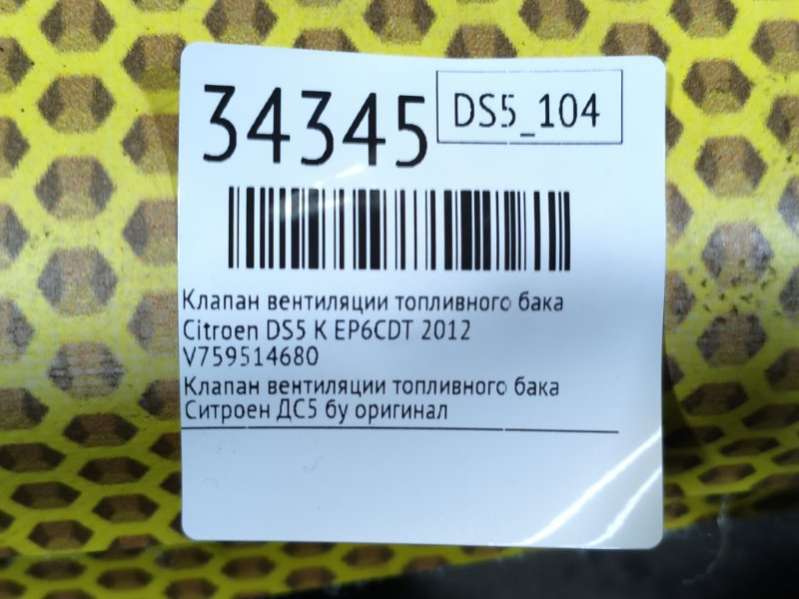 34345
DS5_104
Клапан вентиляции топливного бака
Citroen DS5 K EP6CDT 2012
V759514680
Клапан вентиляции топливного бака
Ситроен ДС5 бу оригинал